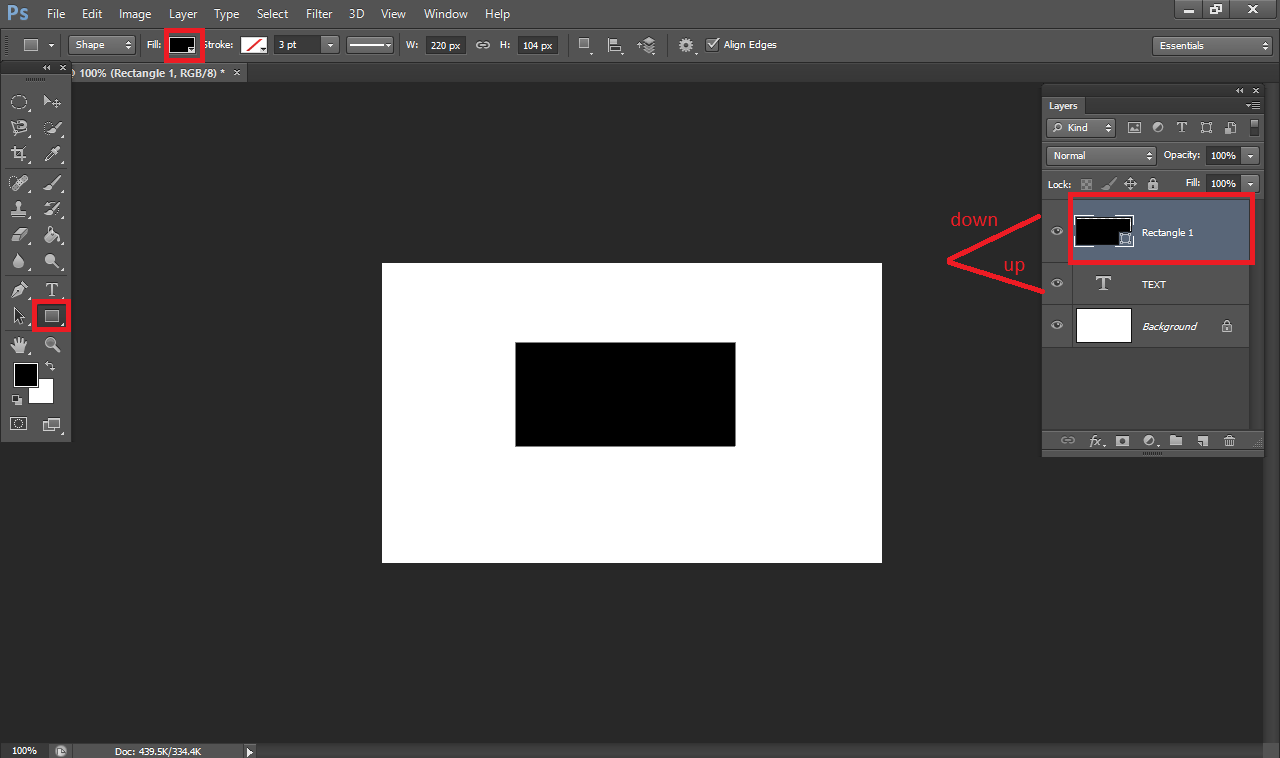 Ps File Edit Image Layer Type Select Filter 3D View Window Help
Shape Fill: Stroke: 3 pt W: 220 px H: 104 px Align Edges Essentials
100% (Rectangle 1, RGB/8) * ×
Layers
Kind
Normal Opacity: 100%
Lock: Fill: 100%
down
Rectangle 1
up
TEXT
Background
100% Doc: 439.5K/334.4K